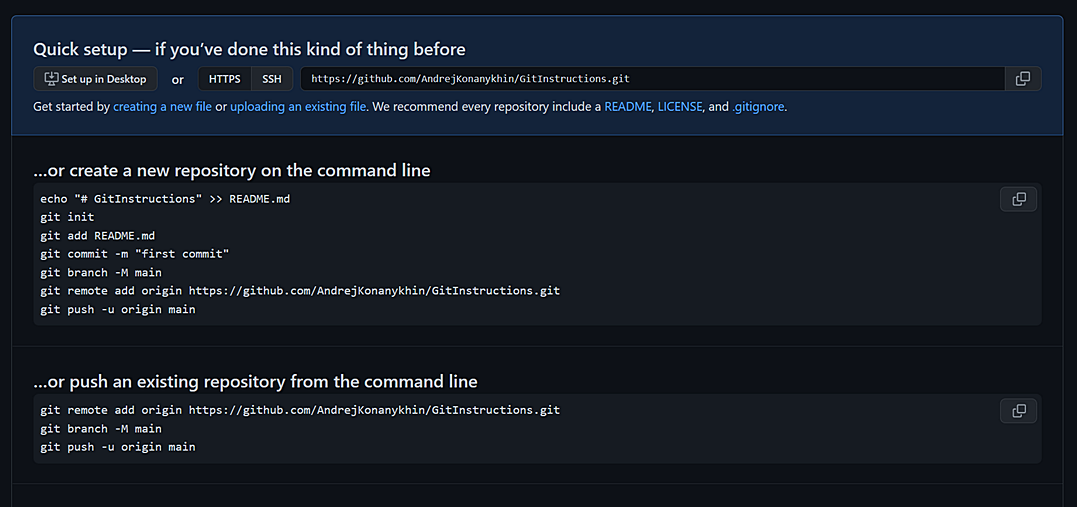 Quick setup — if you’ve done this kind of thing before
Set up in Desktop or HTTPS SSH https://github.com/AndrejKonanykhin/GitInstructions.git
Get started by creating a new file or uploading an existing file. We recommend every repository include a README, LICENSE, and .gitignore.
…or create a new repository on the command line
echo "# GitInstructions" >> README.md
git init
git add README.md
git commit -m "first commit"
git branch -M main
git remote add origin https://github.com/AndrejKonanykhin/GitInstructions.git
git push -u origin main
…or push an existing repository from the command line
git remote add origin https://github.com/AndrejKonanykhin/GitInstructions.git
git branch -M main
git push -u origin main